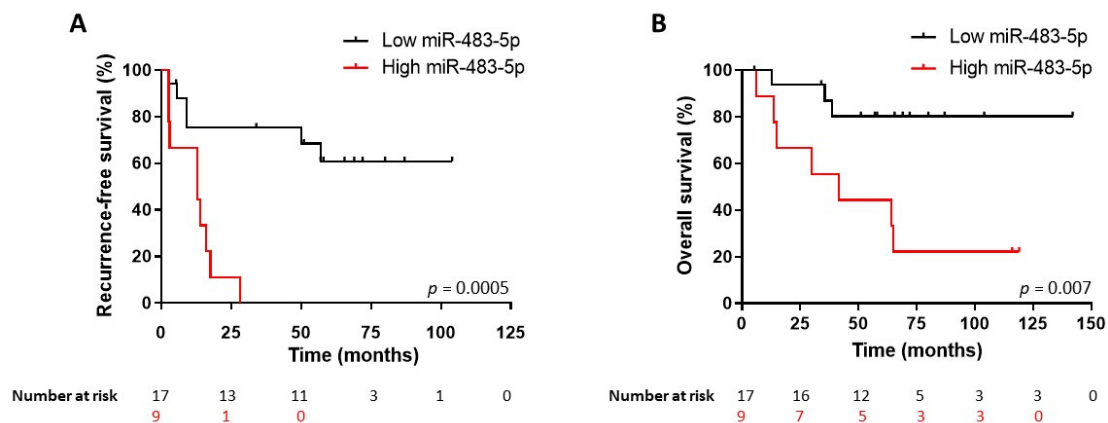 A
Low miR-483-5p
High miR-483-5p
Recurrence-free survival (%)
100
80
60
40
20
0
p = 0.0005
0 25 50 75 100 125
Time (months)
Number at risk 17 13 11 3 1 0
9 1 0
B
Low miR-483-5p
High miR-483-5p
Overall survival (%)
100
80
60
40
20
0
p = 0.007
0 25 50 75 100 125 150
Time (months)
Number at risk 17 16 12 5 3 3 0
9 7 5 3 3 0